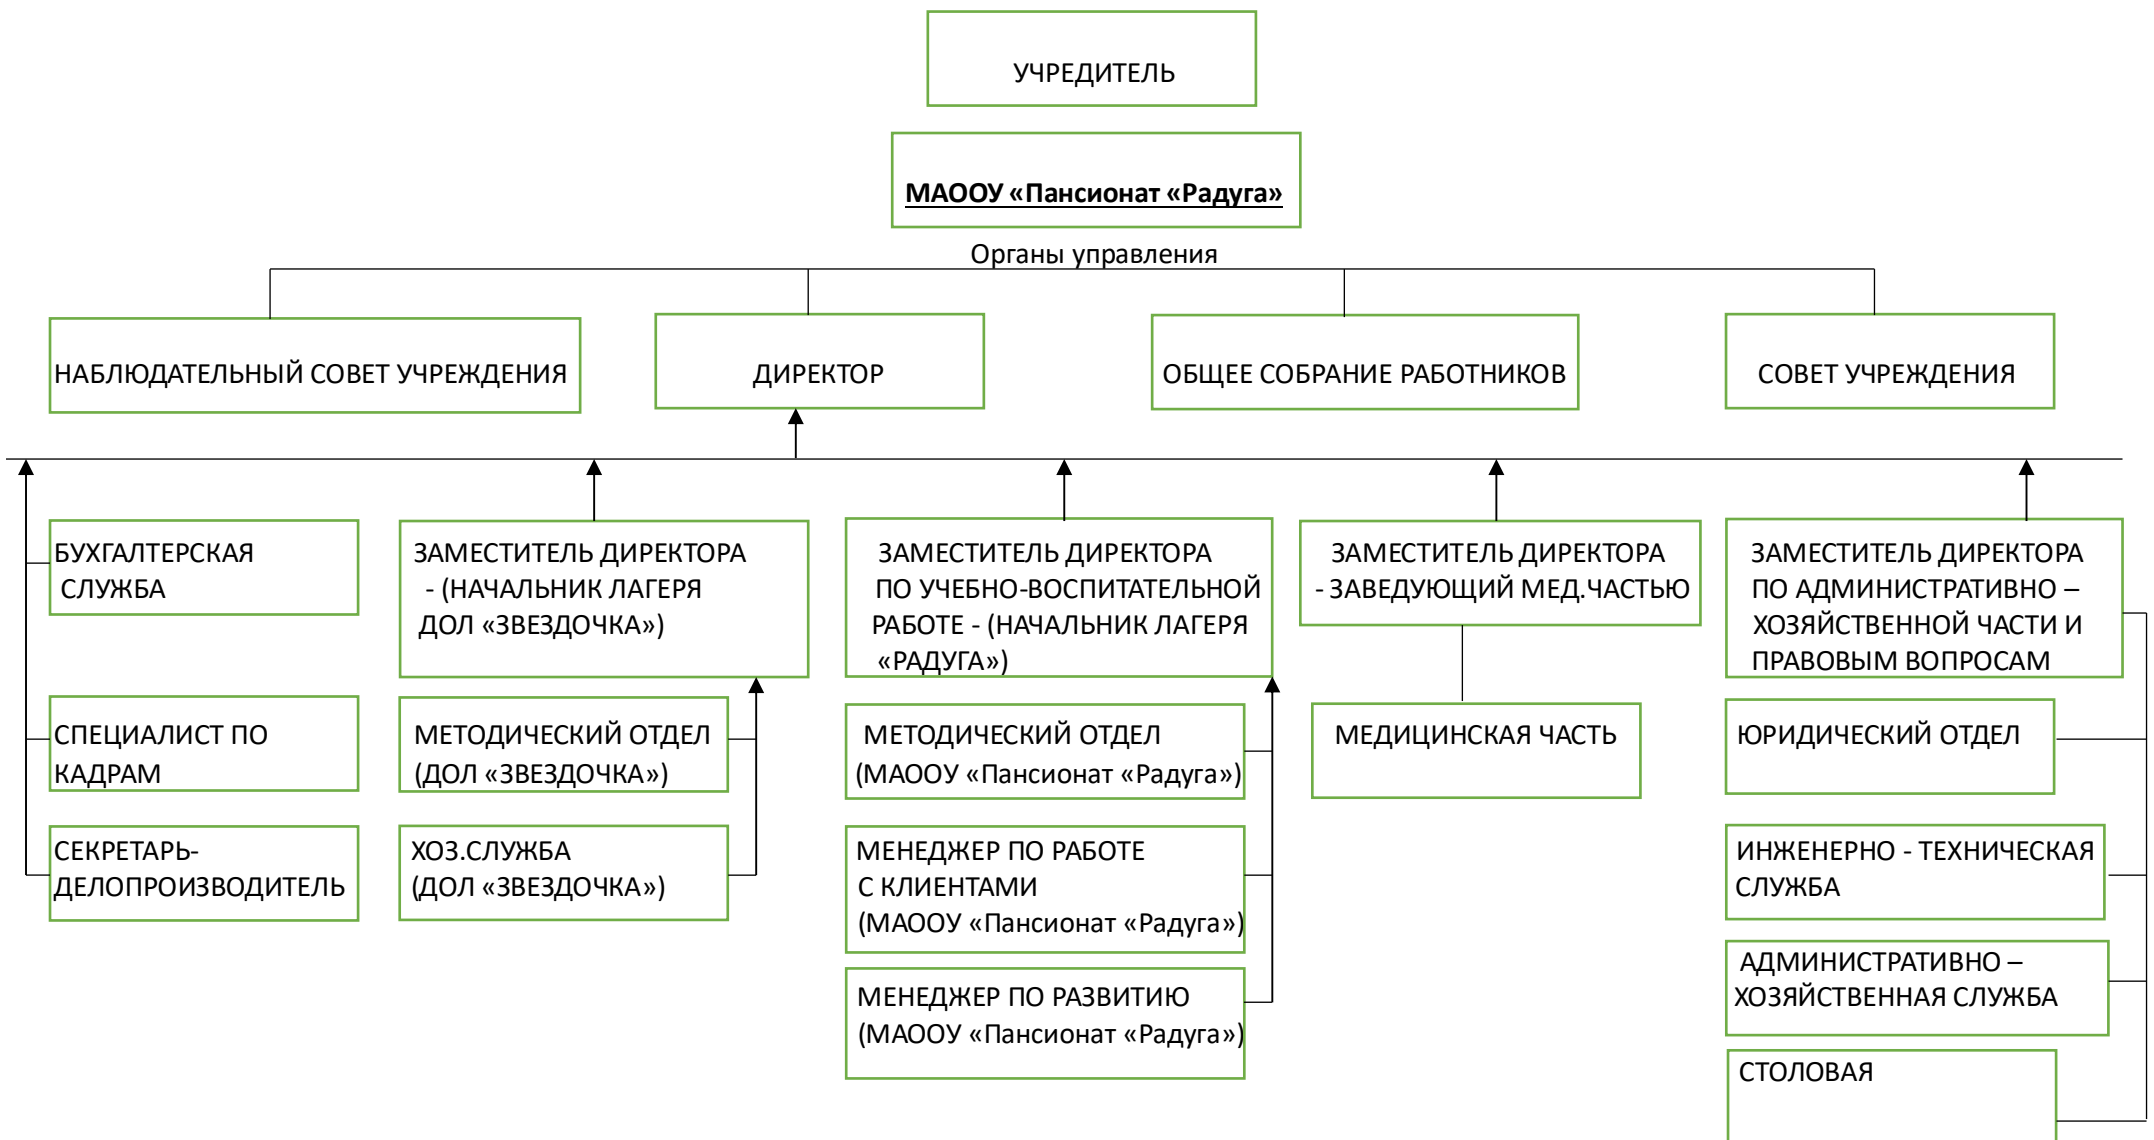 УЧРЕДИТЕЛЬ
МАООУ «Пансионат «Радуга»
Органы управления
НАБЛЮДАТЕЛЬНЫЙ СОВЕТ УЧРЕЖДЕНИЯ
ДИРЕКТОР
ОБЩЕЕ СОБРАНИЕ РАБОТНИКОВ
СОВЕТ УЧРЕЖДЕНИЯ
БУХГАЛТЕРСКАЯ
СЛУЖБА
ЗАМЕСТИТЕЛЬ ДИРЕКТОРА
- (НАЧАЛЬНИК ЛАГЕРЯ
ДОЛ «ЗВЕЗДОЧКА»)
ЗАМЕСТИТЕЛЬ ДИРЕКТОРА
ПО УЧЕБНО-ВОСПИТАТЕЛЬНОЙ
РАБОТЕ - (НАЧАЛЬНИК ЛАГЕРЯ
«РАДУГА»)
ЗАМЕСТИТЕЛЬ ДИРЕКТОРА
- ЗАВЕДУЮЩИЙ МЕД.ЧАСТЬЮ
ЗАМЕСТИТЕЛЬ ДИРЕКТОРА
ПО АДМИНИСТРАТИВНО –
ХОЗЯЙСТВЕННОЙ ЧАСТИ И
ПРАВОВЫМ ВОПРОСАМ
СПЕЦИАЛИСТ ПО
КАДРАМ
МЕТОДИЧЕСКИЙ ОТДЕЛ
(ДОЛ «ЗВЕЗДОЧКА»)
МЕТОДИЧЕСКИЙ ОТДЕЛ
(МАООУ «Пансионат «Радуга»)
МЕДИЦИНСКАЯ ЧАСТЬ
ЮРИДИЧЕСКИЙ ОТДЕЛ
СЕКРЕТАРЬ-
ДЕЛОПРОИЗВОДИТЕЛЬ
ХОЗ.СЛУЖБА
(ДОЛ «ЗВЕЗДОЧКА»)
МЕНЕДЖЕР ПО РАБОТЕ
С КЛИЕНТАМИ
(МАООУ «Пансионат «Радуга»)
ИНЖЕНЕРНО - ТЕХНИЧЕСКАЯ
СЛУЖБА
МЕНЕДЖЕР ПО РАЗВИТИЮ
(МАООУ «Пансионат «Радуга»)
АДМИНИСТРАТИВНО –
ХОЗЯЙСТВЕННАЯ СЛУЖБА
СТОЛОВАЯ